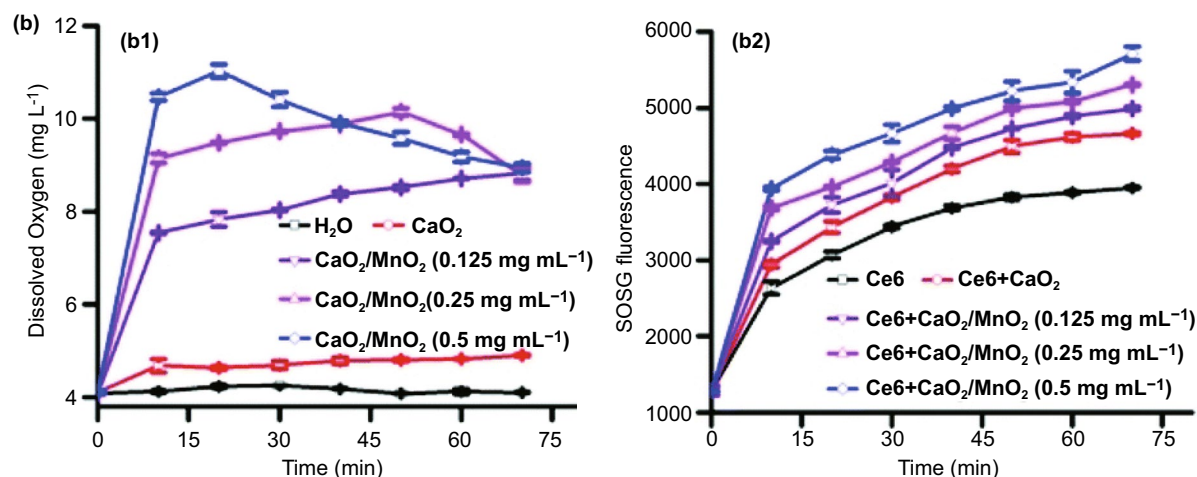 (b)
(b1)
Dissolved Oxygen (mg L⁻¹)
12
10
8
6
4
H₂O CaO₂
CaO₂/MnO₂ (0.125 mg mL⁻¹)
CaO₂/MnO₂(0.25 mg mL⁻¹)
CaO₂/MnO₂ (0.5 mg mL⁻¹)
0 15 30 45 60 75
Time (min)
(b2)
SOSG fluorescence
6000
5000
4000
3000
2000
1000
Ce6 Ce6+CaO₂
Ce6+CaO₂/MnO₂ (0.125 mg mL⁻¹)
Ce6+CaO₂/MnO₂ (0.25 mg mL⁻¹)
Ce6+CaO₂/MnO₂ (0.5 mg mL⁻¹)
0 15 30 45 60 75
Time (min)